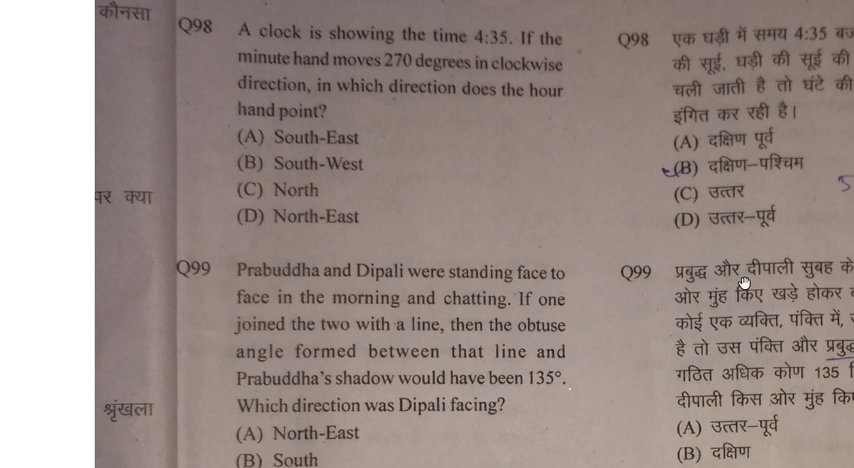 कौनसा
पर क्या
श्रृंखला
Q98 A clock is showing the time 4:35. If the
minute hand moves 270 degrees in clockwise
direction, in which direction does the hour
hand point?
(A) South-East
(B) South-West
(C) North
(D) North-East
Q99 Prabuddha and Dipali were standing face to
face in the morning and chatting. If one
joined the two with a line, then the obtuse
angle formed between that line and
Prabuddha's shadow would have been 135°.
Which direction was Dipali facing?
(A) North-East
(B) South
Q98 एक घड़ी में समय 4:35
की सूई, घड़ी की सूई की
चली जाती है तो घंटे की
इंगित कर रही है।
(A) दक्षिण पूर्व
(B) दक्षिण-पश्चिम
(C) उत्तर
(D) उत्तर-पूर्व
Q99 प्रबुद्ध और दीपाली सुबह के
ओर मुंह किए खड़े होकर
कोई एक व्यक्ति, पंक्ति में,
है तो उस पंक्ति और
गठित अधिक कोण 135
दीपाली किस ओर मुंह
(A) उत्तर-पूर्व
(B) दक्षिण